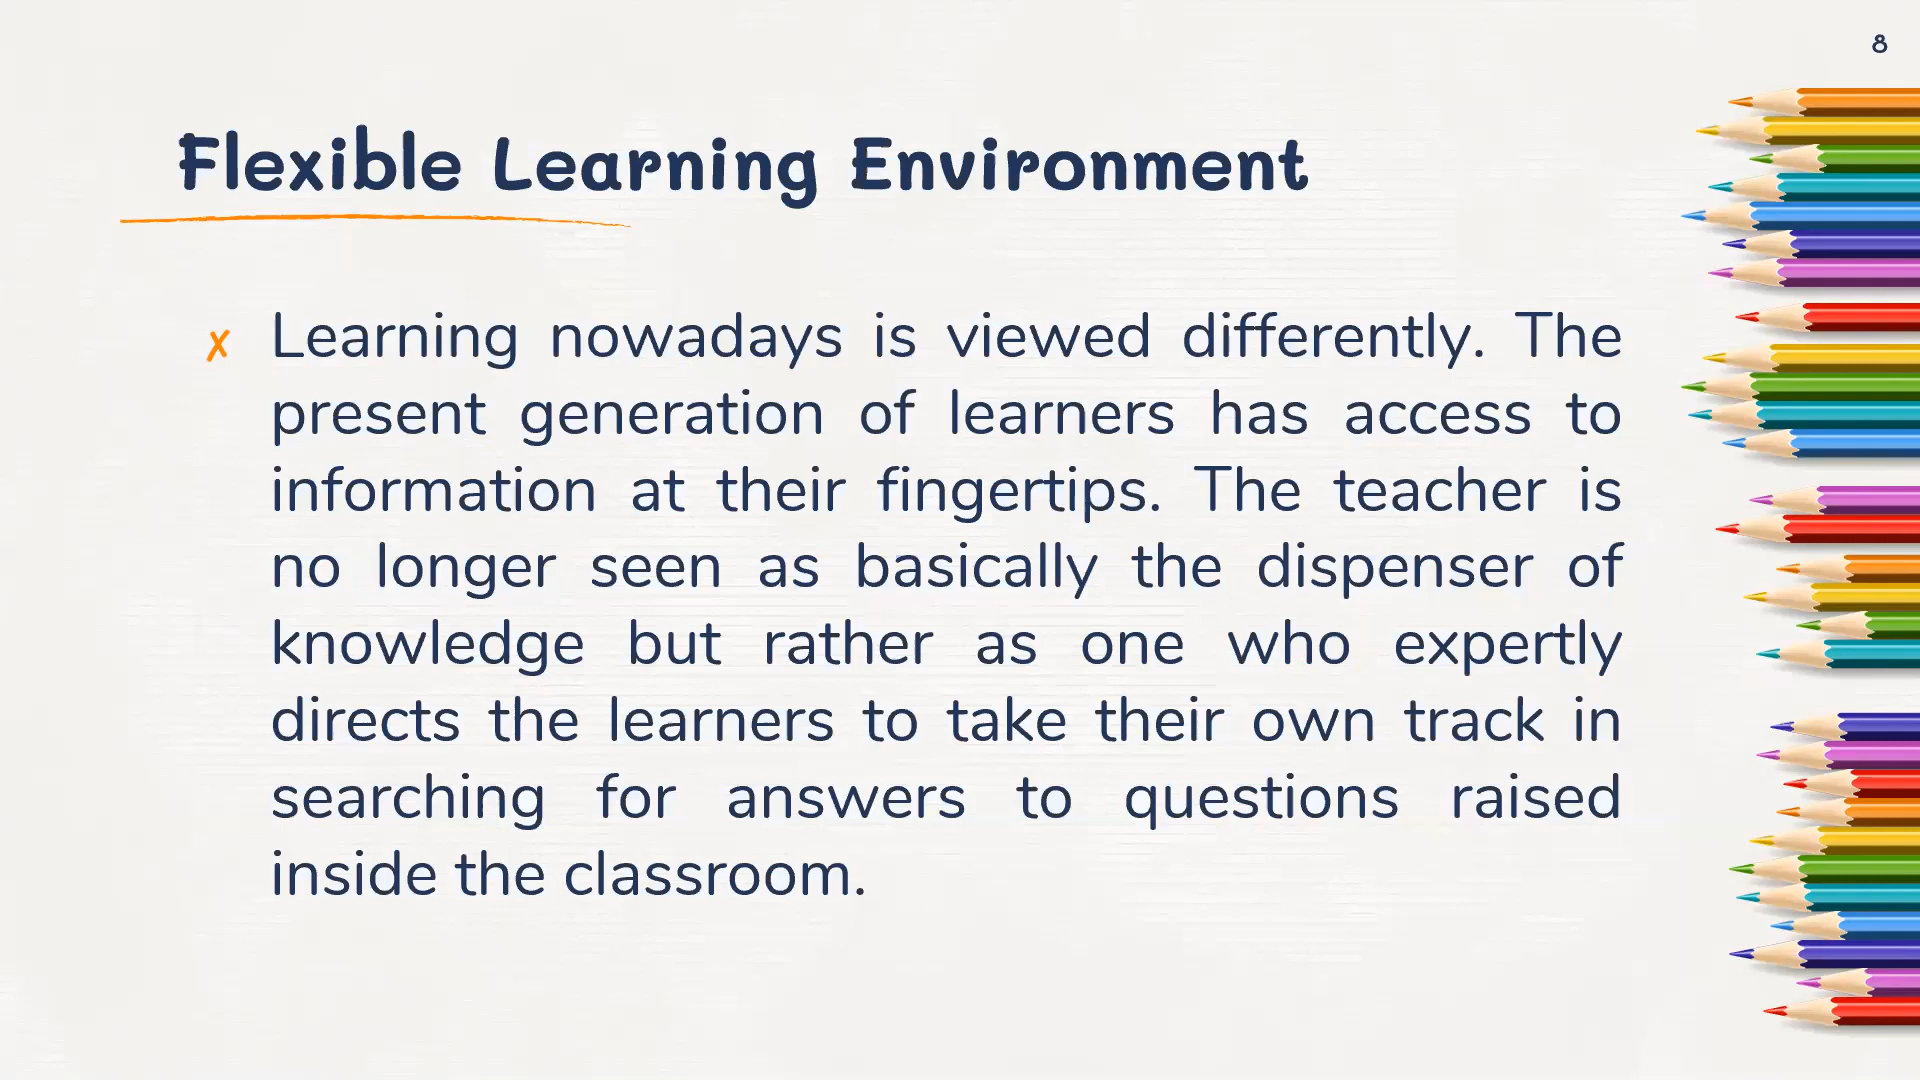 8
Flexible Learning Environment
✗ Learning nowadays is viewed differently. The
present generation of learners has access to
information at their fingertips. The teacher is
no longer seen as basically the dispenser of
knowledge but rather as one who expertly
directs the learners to take their own track in
searching for answers to questions raised
inside the classroom.